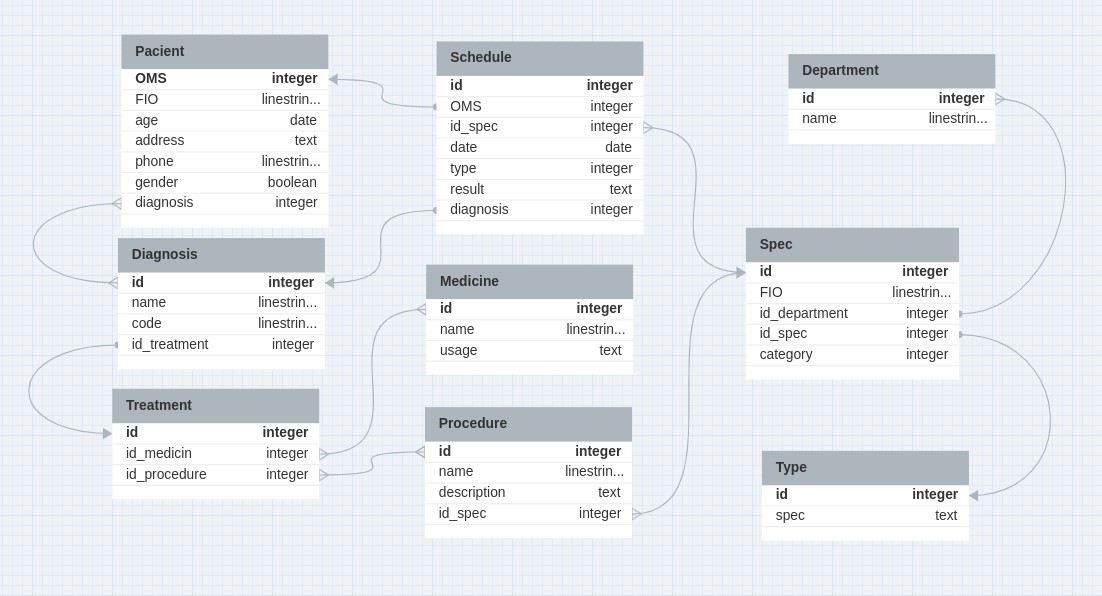 Pacient
OMS integer
FIO linestrin...
age date
address text
phone linestrin...
gender boolean
diagnosis integer
Schedule
id integer
OMS integer
id_spec integer
date date
type integer
result text
diagnosis integer
Department
id integer
name linestrin...
Diagnosis
id integer
name linestrin...
code linestrin...
id_treatment integer
Medicine
id integer
name linestrin...
usage text
Spec
id integer
FIO linestrin...
id_department integer
id_spec integer
category integer
Treatment
id integer
id_medicin integer
id_procedure integer
Procedure
id integer
name linestrin...
description text
id_spec integer
Type
id integer
spec text